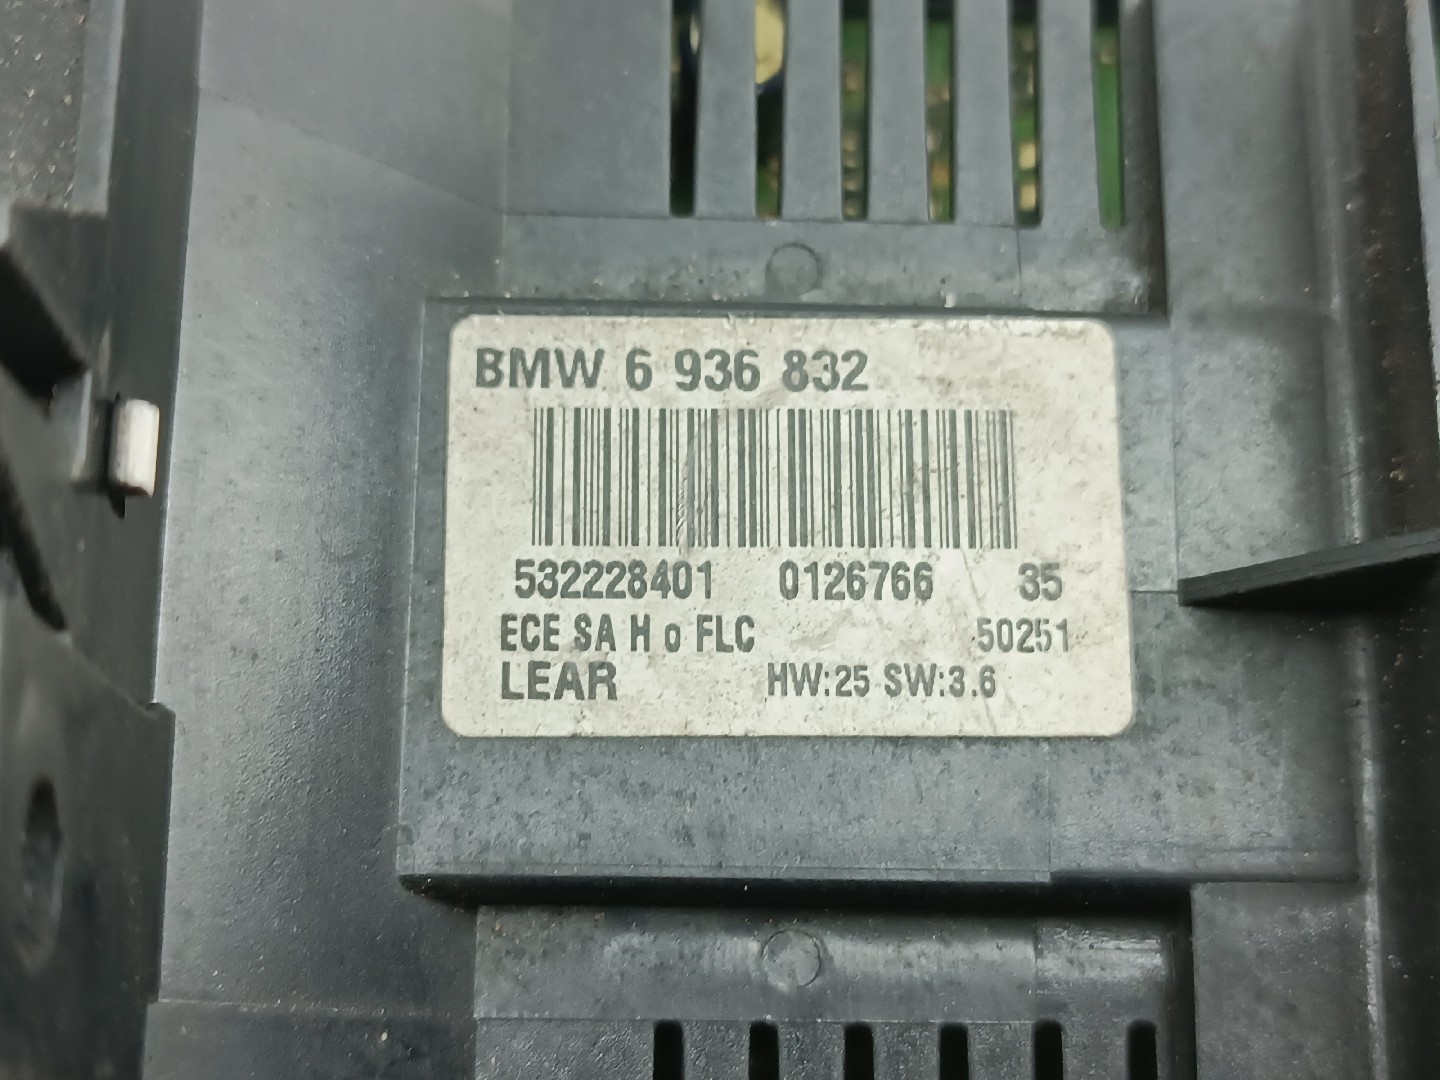 BMW 6 936 832
532228401 0126766 35
ECE SA H o FLC 50251
LEAR HW:25 SW:3.6